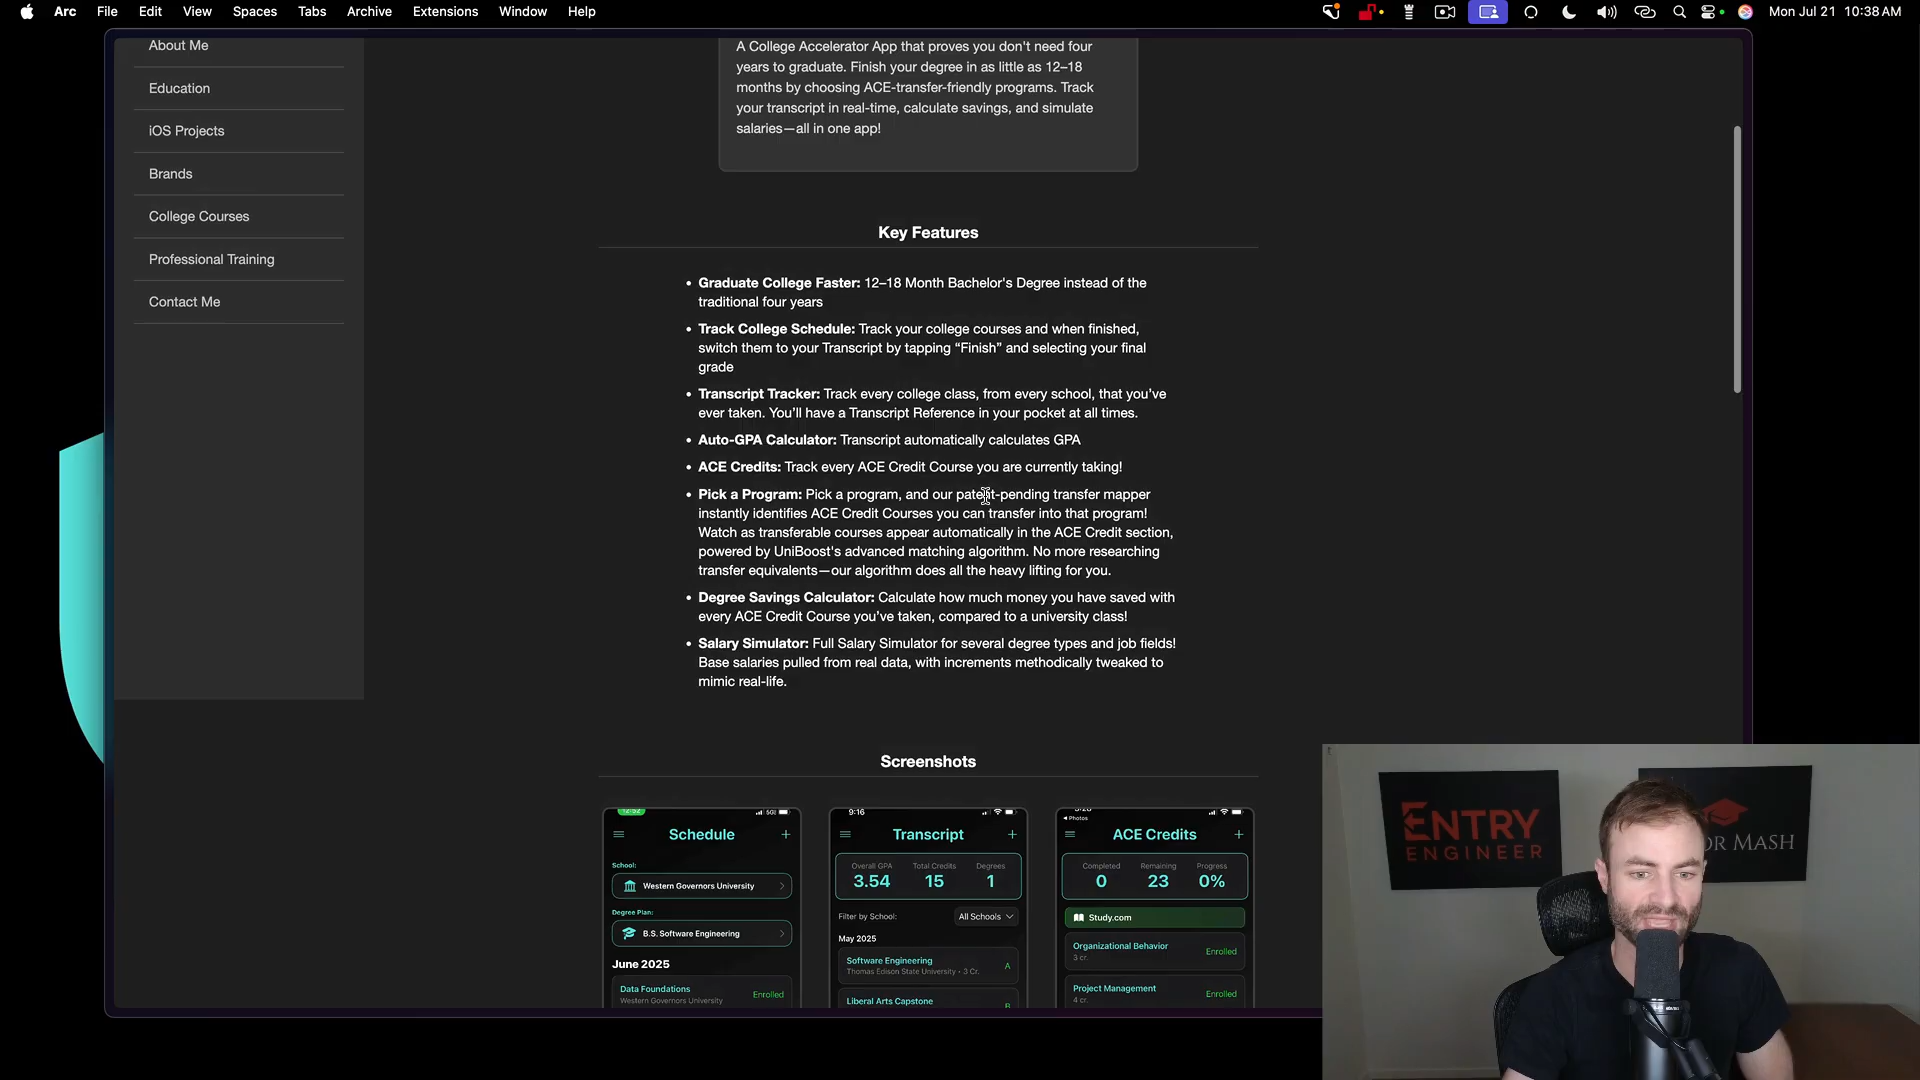 Arc File Edit View Spaces Tabs Archive Extensions Window Help Mon Jul 21 10:38 AM
About Me
Education
iOS Projects
Brands
College Courses
Professional Training
Contact Me
A College Accelerator App that proves you don't need four
years to graduate. Finish your degree in as little as 12–18
months by choosing ACE-transfer-friendly programs. Track
your transcript in real-time, calculate savings, and simulate
salaries—all in one app!
Key Features
• Graduate College Faster: 12–18 Month Bachelor's Degree instead of the
traditional four years
• Track College Schedule: Track your college courses and when finished,
switch them to your Transcript by tapping “Finish” and selecting your final
grade
• Transcript Tracker: Track every college class, from every school, that you’ve
ever taken. You’ll have a Transcript Reference in your pocket at all times.
• Auto-GPA Calculator: Transcript automatically calculates GPA
• ACE Credits: Track every ACE Credit Course you are currently taking!
• Pick a Program: Pick a program, and our patent-pending transfer mapper
instantly identifies ACE Credit Courses you can transfer into that program!
Watch as transferable courses appear automatically in the ACE Credit section,
powered by UniBoost's advanced matching algorithm. No more researching
transfer equivalents—our algorithm does all the heavy lifting for you.
• Degree Savings Calculator: Calculate how much money you have saved with
every ACE Credit Course you’ve taken, compared to a university class!
• Salary Simulator: Full Salary Simulator for several degree types and job fields!
Base salaries pulled from real data, with increments methodically tweaked to
mimic real-life.
Screenshots
12:52 5G
Schedule +
School:
Western Governors University
Degree Plan:
B.S. Software Engineering
June 2025
Data Foundations
Western Governors University
Enrolled
9:16
Transcript +
Overall GPA Total Credits Degrees
3.54 15 1
Filter by School: All Schools
May 2025
Software Engineering
Thomas Edison State University • 3 Cr.
A
Liberal Arts Capstone
B
Photos
ACE Credits +
Completed Remaining Progress
0 23 0%
Study.com
Organizational Behavior
3 cr.
Enrolled
Project Management
4 cr.
Enrolled
ENTRY
ENGINEER
OR MASH